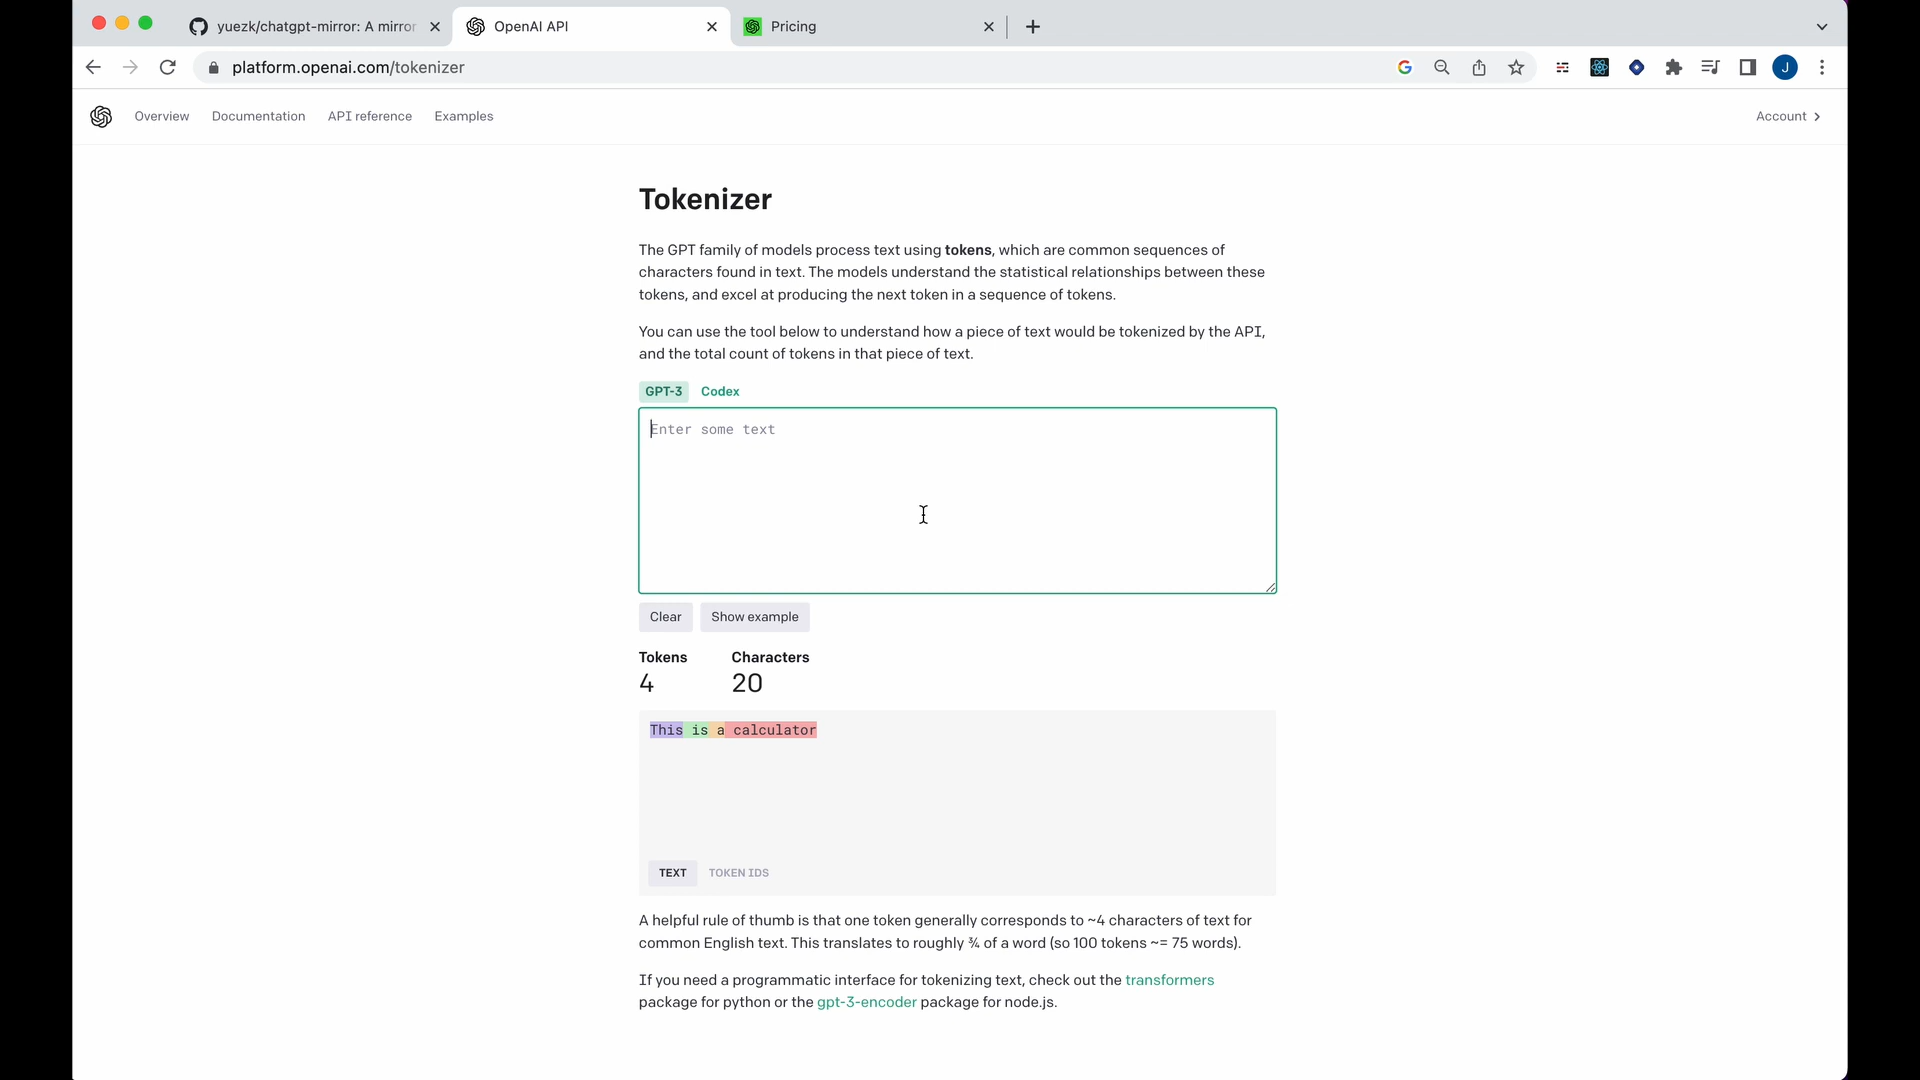 yuezk/chatgpt-mirror: A mirror
OpenAI API
Pricing
platform.openai.com/tokenizer
J
Overview
Documentation
API reference
Examples
Account
Tokenizer
The GPT family of models process text using tokens, which are common sequences of
characters found in text. The models understand the statistical relationships between these
tokens, and excel at producing the next token in a sequence of tokens.
You can use the tool below to understand how a piece of text would be tokenized by the API,
and the total count of tokens in that piece of text.
GPT-3 Codex
Enter some text
Clear Show example
Tokens Characters
4 20
This is a calculator
TEXT TOKEN IDS
A helpful rule of thumb is that one token generally corresponds to ~4 characters of text for
common English text. This translates to roughly ¾ of a word (so 100 tokens ~= 75 words).
If you need a programmatic interface for tokenizing text, check out the transformers
package for python or the gpt-3-encoder package for node.js.